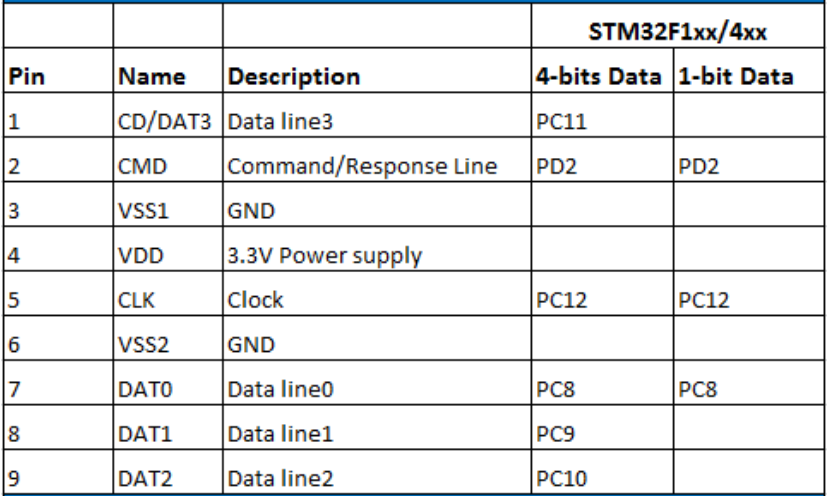 STM32F1xx/4xx
Pin Name Description 4-bits Data 1-bit Data
1 CD/DAT3 Data line3 PC11
2 CMD Command/Response Line PD2 PD2
3 VSS1 GND
4 VDD 3.3V Power supply
5 CLK Clock PC12 PC12
6 VSS2 GND
7 DAT0 Data line0 PC8 PC8
8 DAT1 Data line1 PC9
9 DAT2 Data line2 PC10